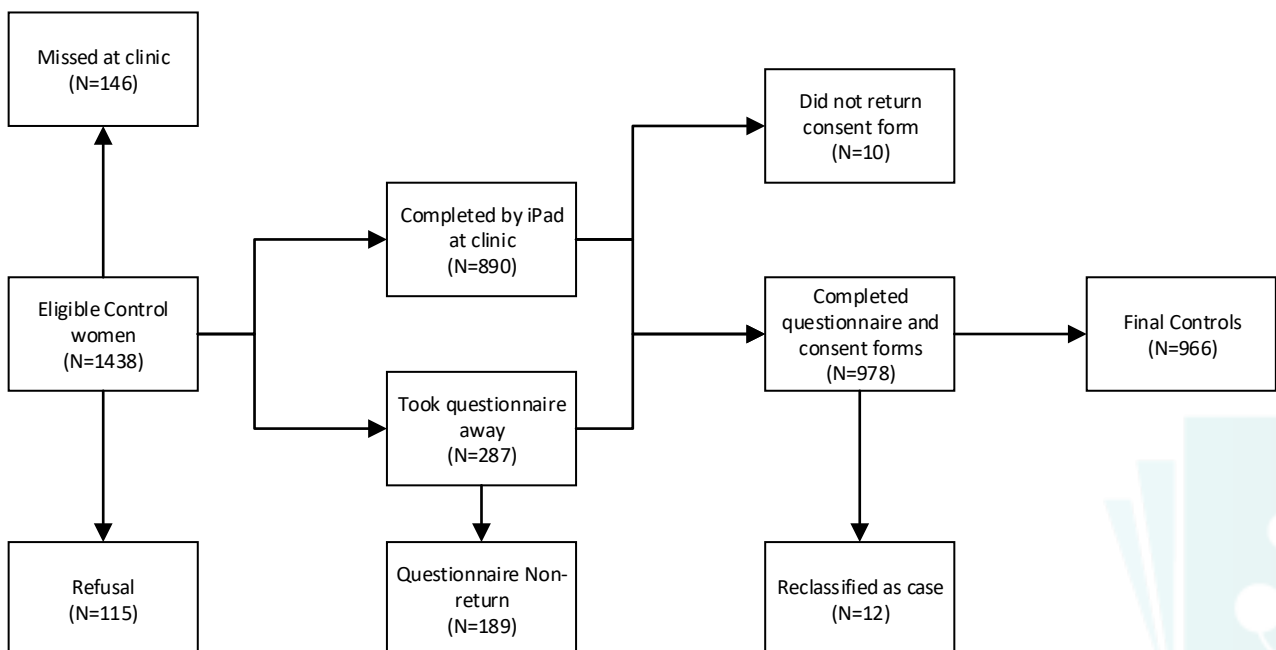 Missed at clinic
(N=146)
Did not return
consent form
(N=10)
Completed by iPad
at clinic
(N=890)
Eligible Control
women
(N=1438)
Completed
questionnaire and
consent forms
(N=978)
Final Controls
(N=966)
Took questionnaire
away
(N=287)
Refusal
(N=115)
Questionnaire Non-
return
(N=189)
Reclassified as case
(N=12)